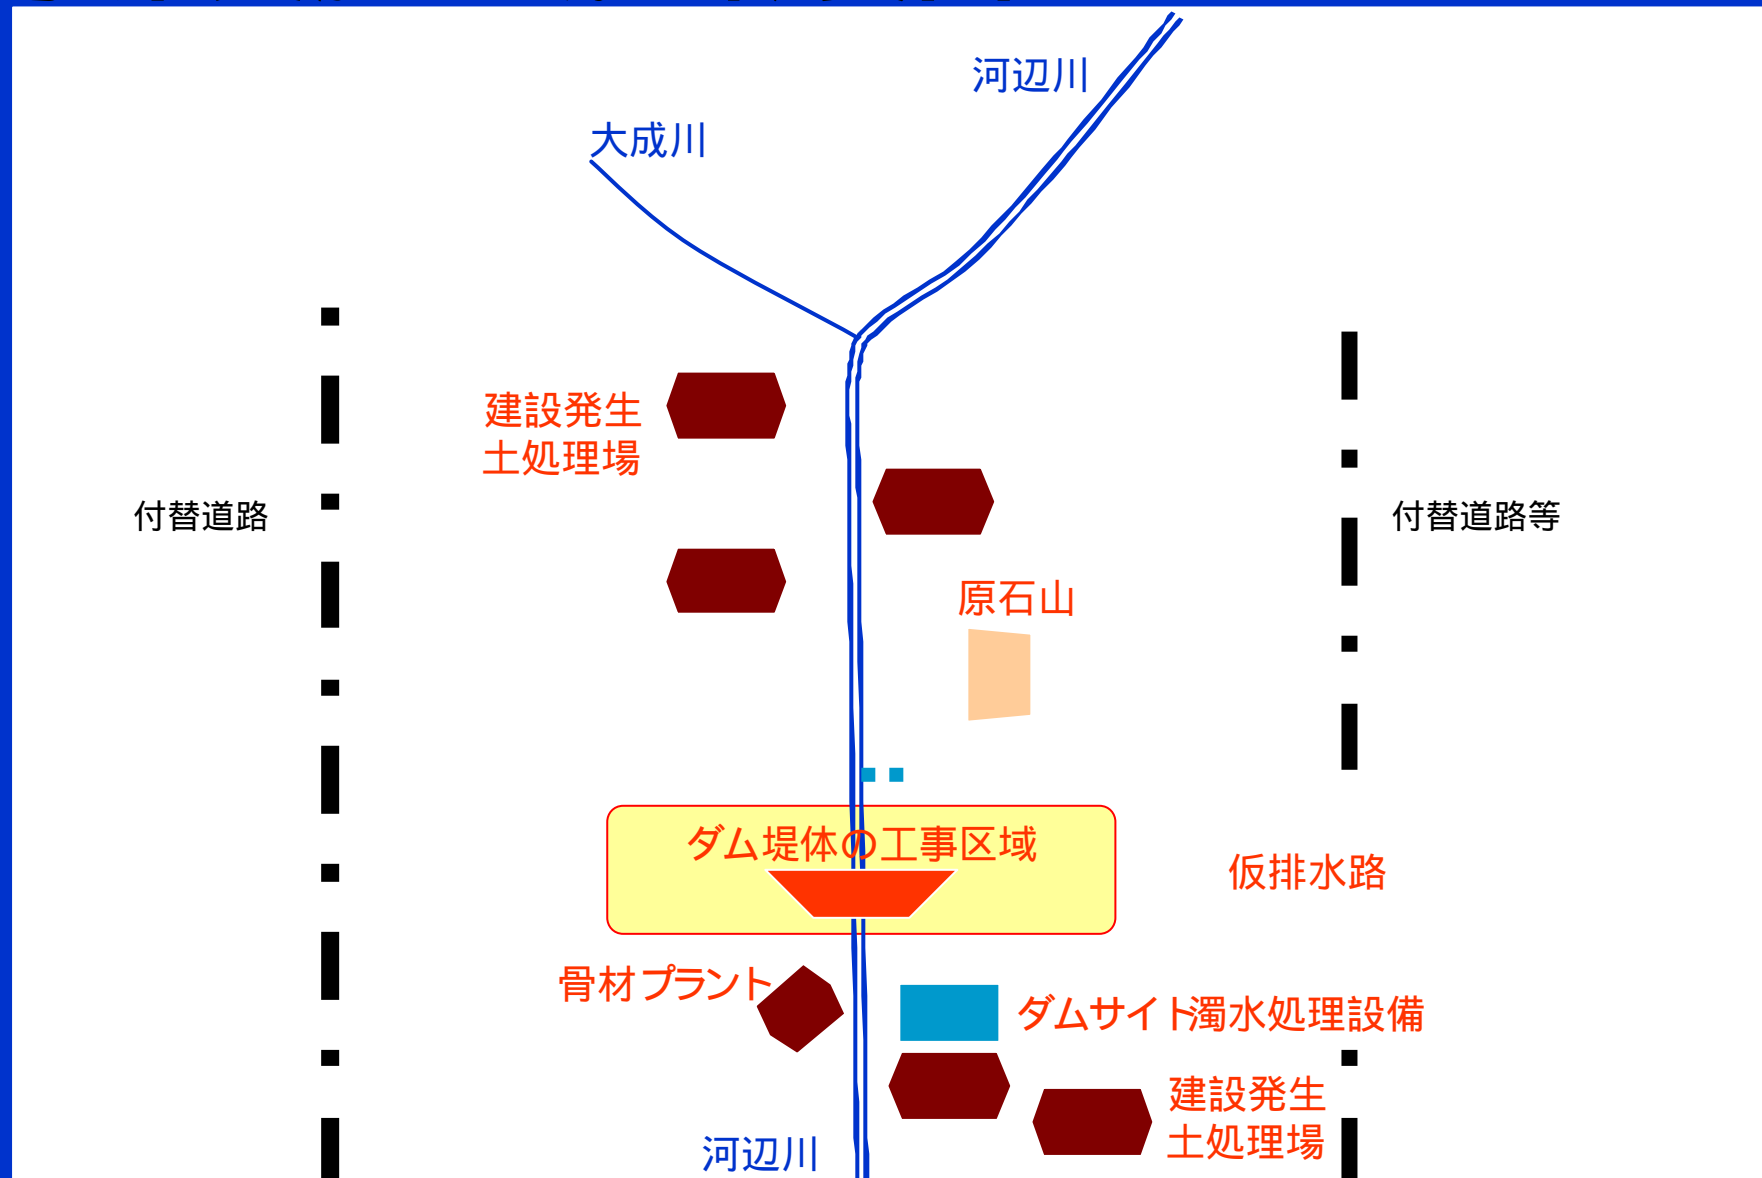 河辺川
大成川
建設発生
土処理場
付替道路
付替道路等
原石山
ダム堤体の工事区域
仮排水路
骨材プラント
ダムサイト濁水処理設備
建設発生
土処理場
河辺川